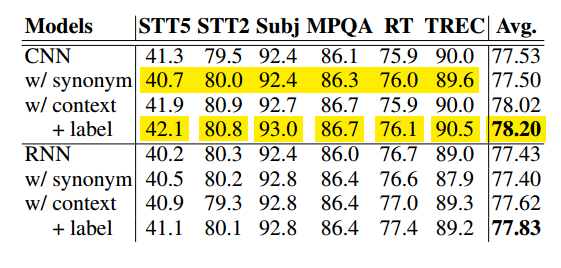 Models STT5 STT2 Subj MPQA RT TREC Avg.
CNN 41.3 79.5 92.4 86.1 75.9 90.0 77.53
w/ synonym 40.7 80.0 92.4 86.3 76.0 89.6 77.50
w/ context 41.9 80.9 92.7 86.7 75.9 90.0 78.02
+ label 42.1 80.8 93.0 86.7 76.1 90.5 78.20
RNN 40.2 80.3 92.4 86.0 76.7 89.0 77.43
w/ synonym 40.5 80.2 92.8 86.4 76.6 87.9 77.40
w/ context 40.9 79.3 92.8 86.4 77.0 89.3 77.62
+ label 41.1 80.1 92.8 86.4 77.4 89.2 77.83